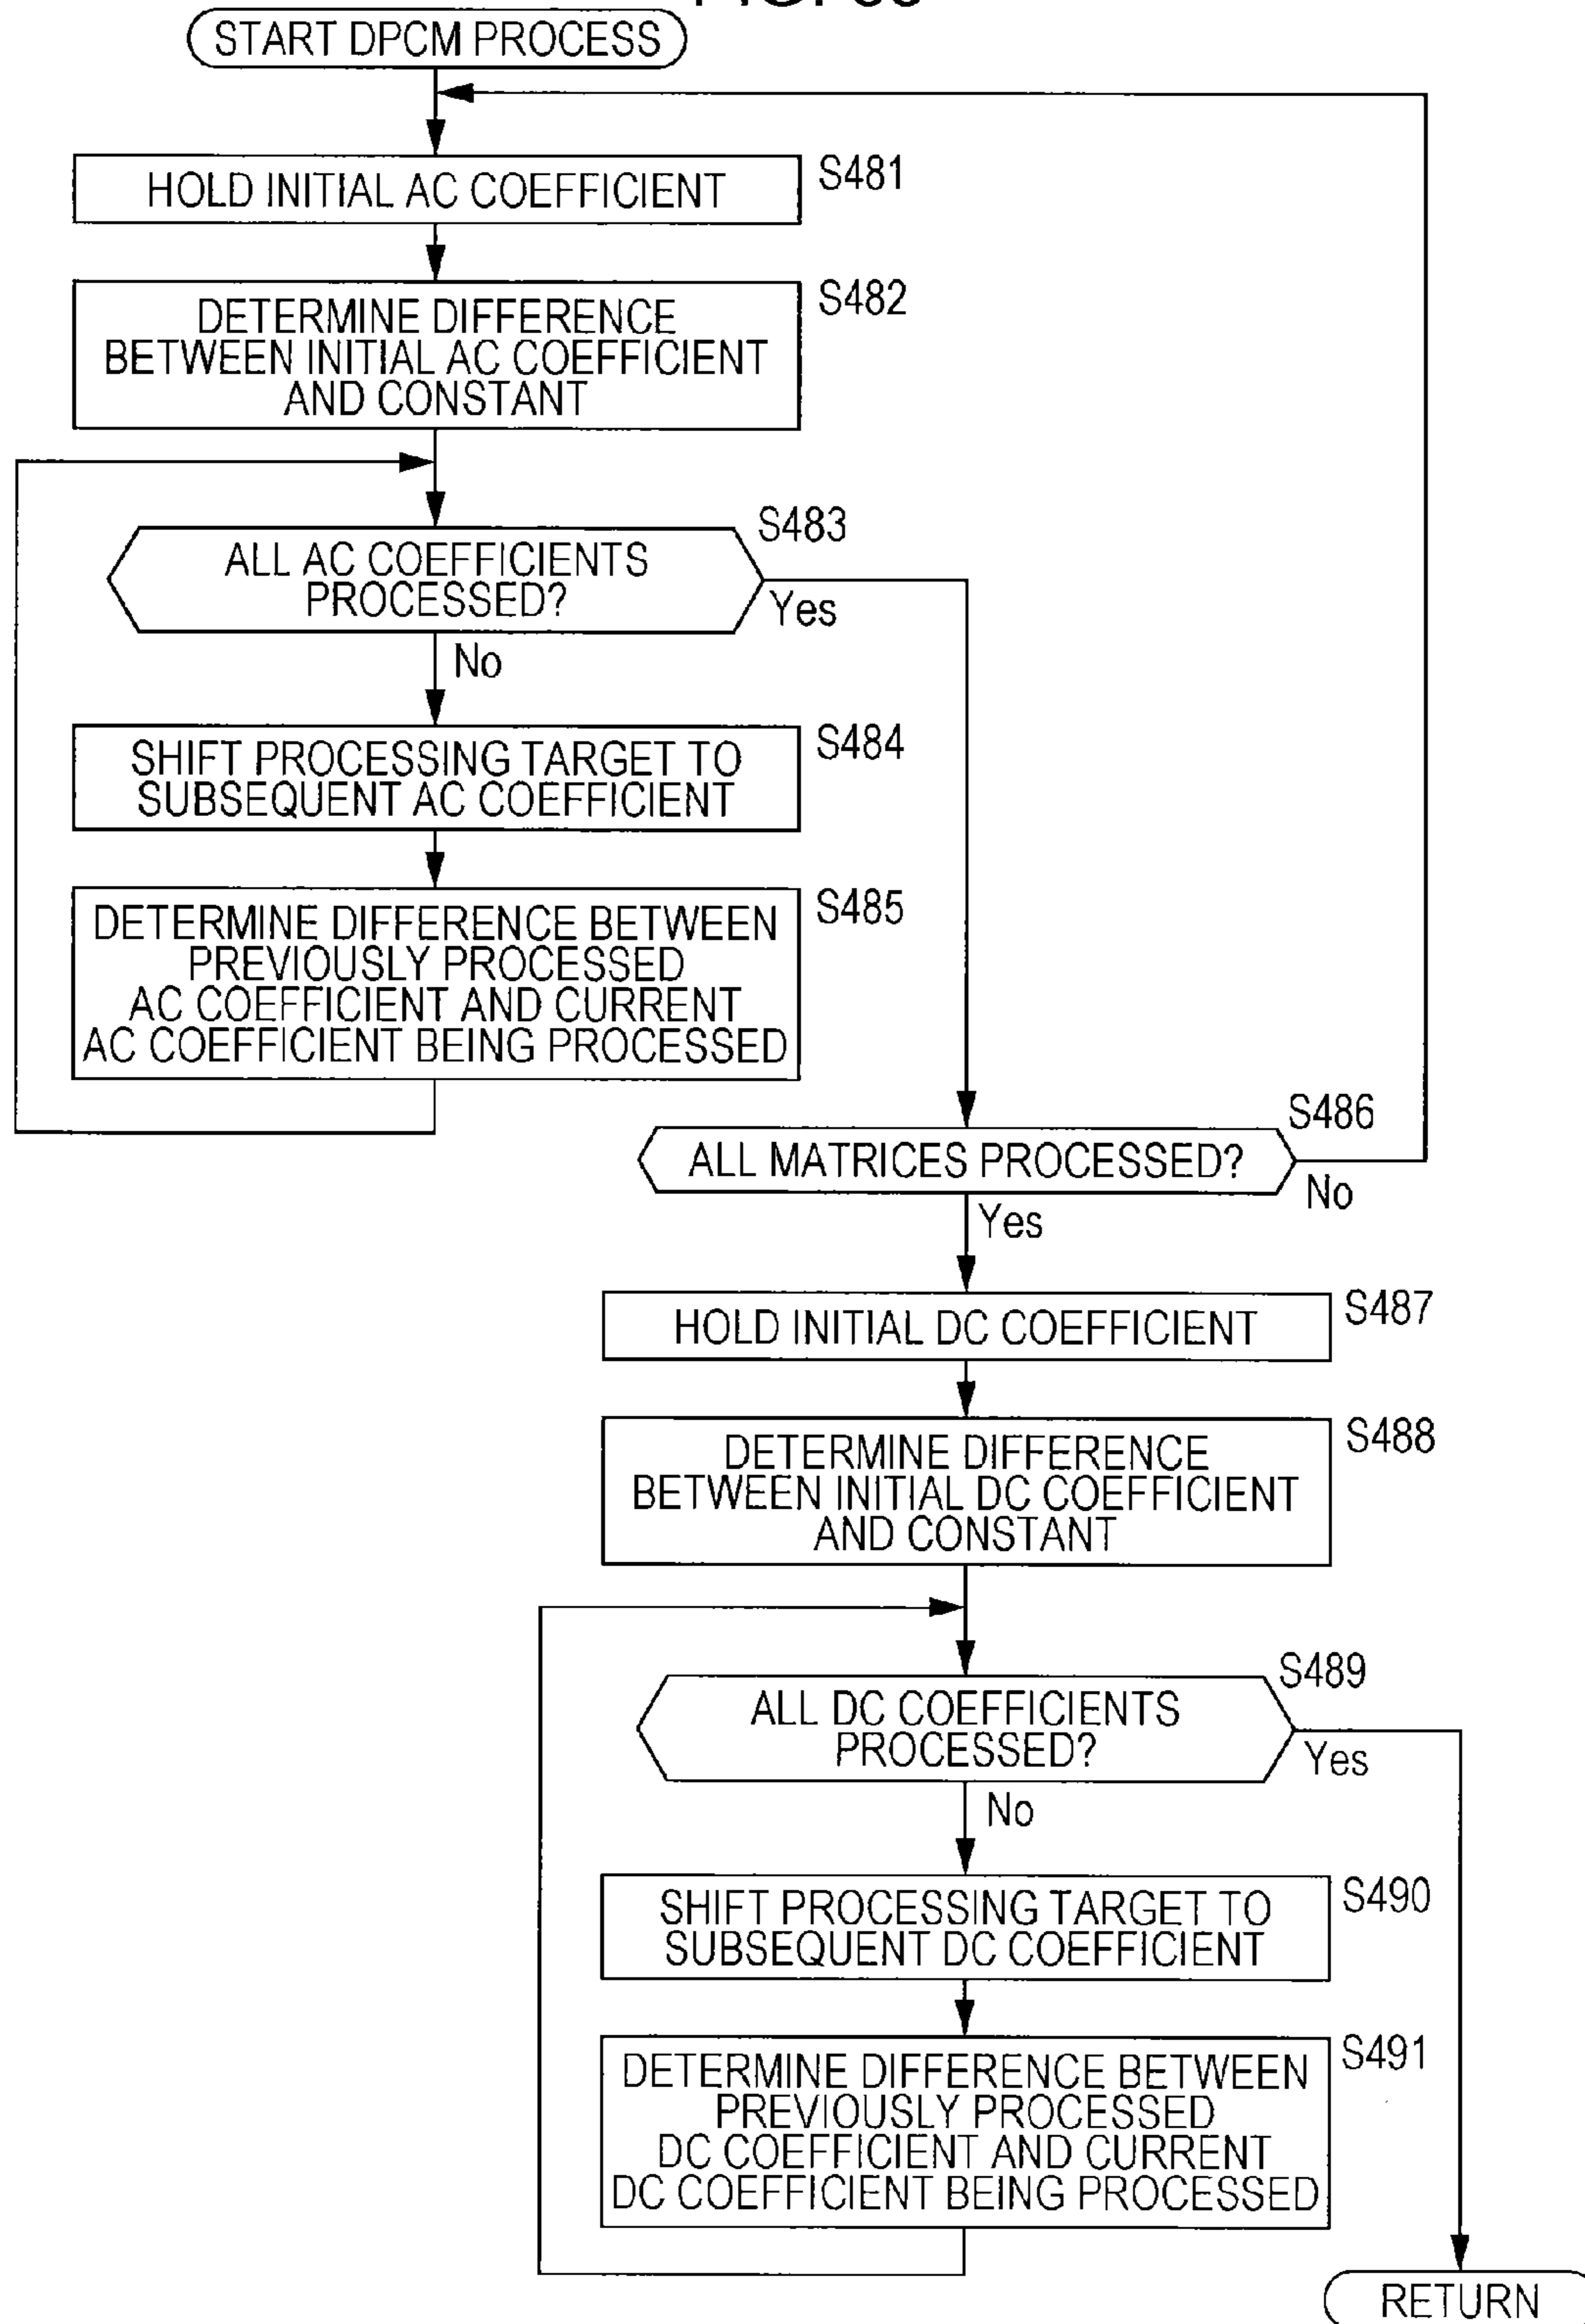 START DPCM PROCESS
HOLD INITIAL AC COEFFICIENT
S481
DETERMINE DIFFERENCE
BETWEEN INITIAL AC COEFFICIENT
AND CONSTANT
S482
ALL AC COEFFICIENTS
PROCESSED?
S483
Yes
No
SHIFT PROCESSING TARGET TO
SUBSEQUENT AC COEFFICIENT
S484
DETERMINE DIFFERENCE BETWEEN
PREVIOUSLY PROCESSED
AC COEFFICIENT AND CURRENT
AC COEFFICIENT BEING PROCESSED
S485
ALL MATRICES PROCESSED?
S486
No
Yes
HOLD INITIAL DC COEFFICIENT
S487
DETERMINE DIFFERENCE
BETWEEN INITIAL DC COEFFICIENT
AND CONSTANT
S488
ALL DC COEFFICIENTS
PROCESSED?
S489
Yes
No
SHIFT PROCESSING TARGET TO
SUBSEQUENT DC COEFFICIENT
S490
DETERMINE DIFFERENCE BETWEEN
PREVIOUSLY PROCESSED
DC COEFFICIENT AND CURRENT
DC COEFFICIENT BEING PROCESSED
S491
RETURN